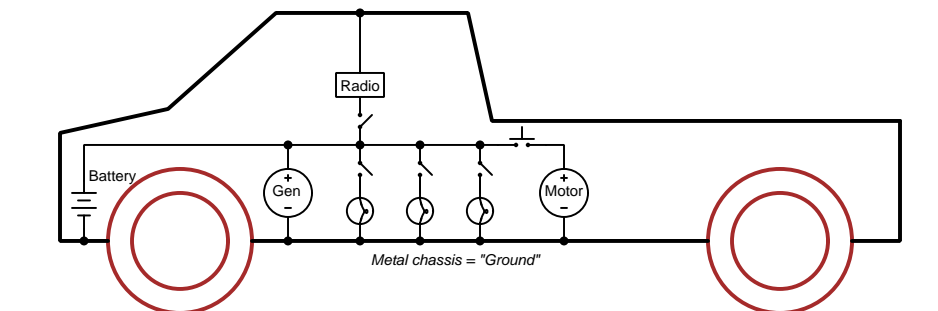 Radio
Battery
+
Gen
−
+
Motor
−
Metal chassis = "Ground"